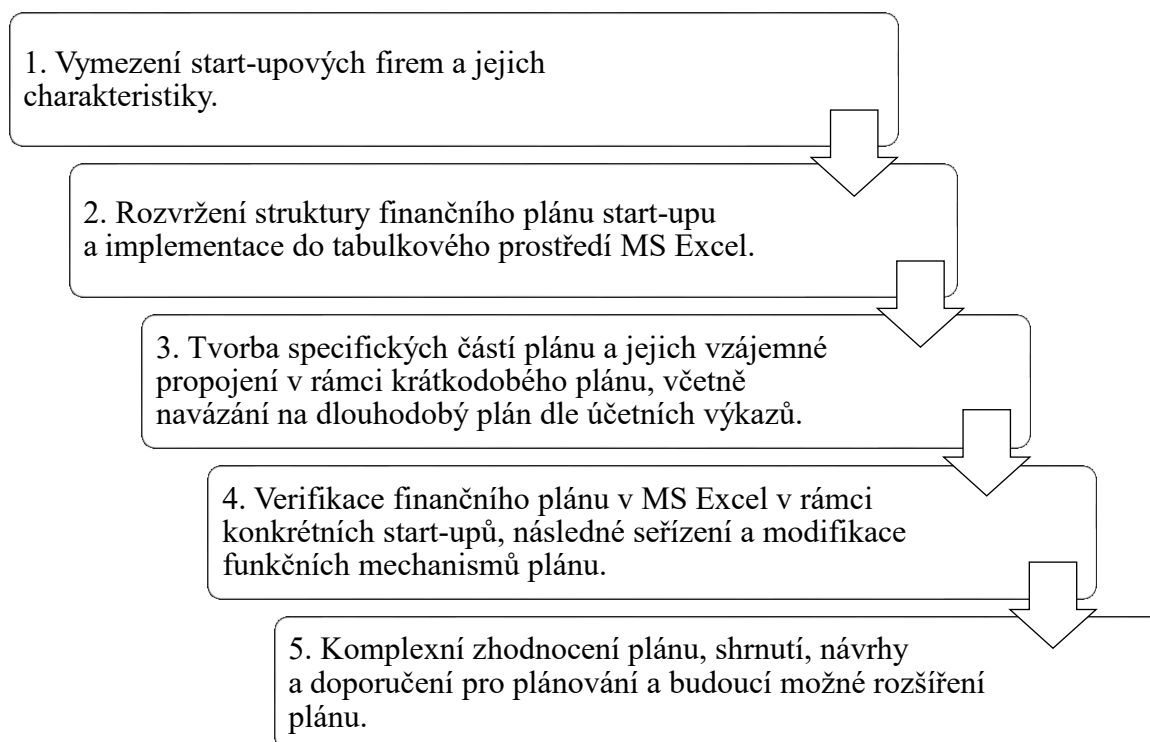 1. Vymezení start-upových firem a jejich
charakteristiky.
2. Rozvržení struktury finančního plánu start-upu
a implementace do tabulkového prostředí MS Excel.
3. Tvorba specifických částí plánu a jejich vzájemné
propojení v rámci krátkodobého plánu, včetně
navázání na dlouhodobý plán dle účetních výkazů.
4. Verifikace finančního plánu v MS Excel v rámci
konkrétních start-upů, následné seřízení a modifikace
funkčních mechanismů plánu.
5. Komplexní zhodnocení plánu, shrnutí, návrhy
a doporučení pro plánování a budoucí možné rozšíření
plánu.